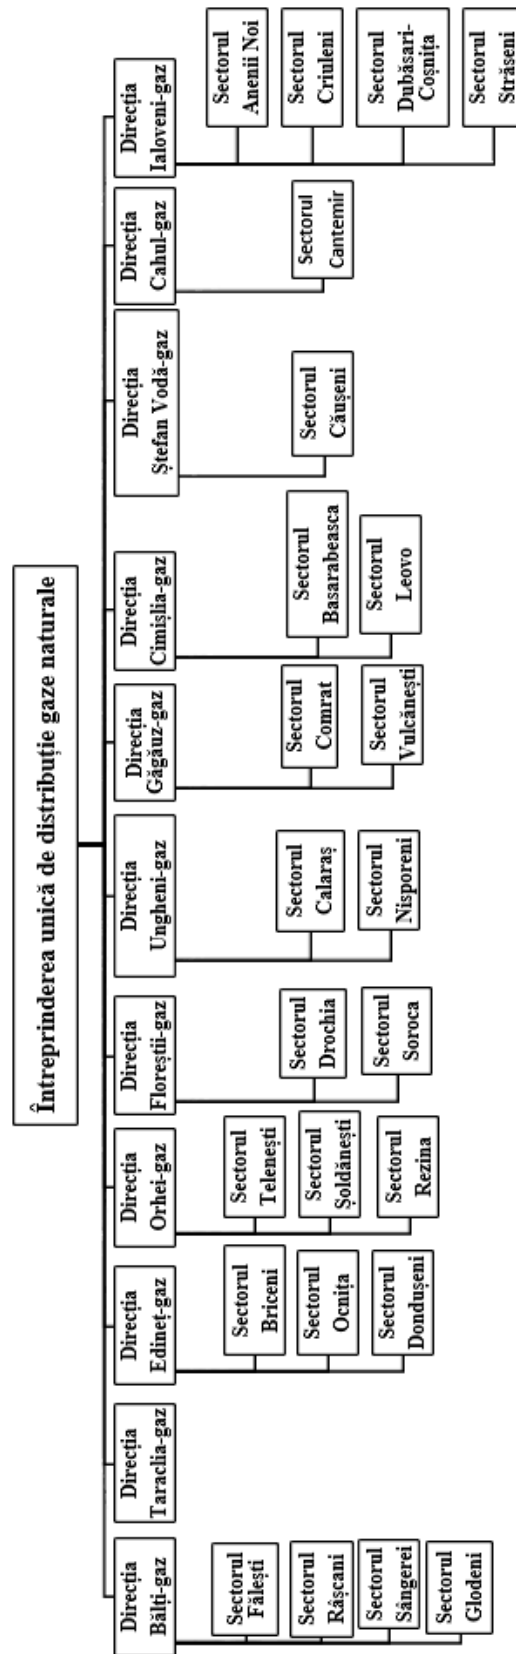 Întreprinderea unică de distribuție gaze naturale
Direcția
Bălți-gaz
Sectorul
Fălești
Sectorul
Râșcani
Sectorul
Sângerei
Sectorul
Glodeni
Direcția
Taraclia-gaz
Direcția
Edineț-gaz
Sectorul
Briceni
Sectorul
Ocnița
Sectorul
Dondușeni
Direcția
Orhei-gaz
Sectorul
Telenești
Sectorul
Șoldănești
Sectorul
Rezina
Direcția
Floreștii-gaz
Sectorul
Drochia
Sectorul
Soroca
Direcția
Ungheni-gaz
Sectorul
Calaraș
Sectorul
Nisporeni
Direcția
Găgăuz-gaz
Sectorul
Comrat
Sectorul
Vulcănești
Direcția
Cimișlia-gaz
Sectorul
Basarabeasca
Sectorul
Leovo
Direcția
Ștefan Vodă-gaz
Sectorul
Căușeni
Direcția
Cahul-gaz
Sectorul
Cantemir
Direcția
Ialoveni-gaz
Sectorul
Anenii Noi
Sectorul
Criuleni
Sectorul
Dubăsari-
Coșnița
Sectorul
Străseni